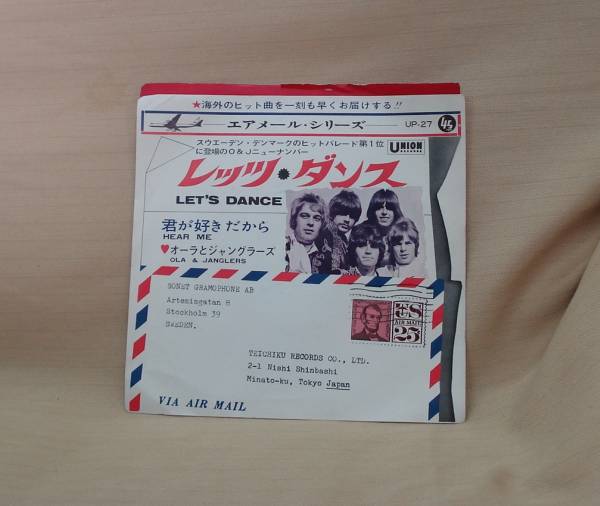 ★海外のヒット曲を一刻も早くお届けする!!
エアメール・シリーズ UP-27 45
スウエーデン・デンマークのヒットパレード第1位
に登場のO&Jニューナンバー
UNION
レッツ・ダンス
LET'S DANCE
君が好きだから
HEAR ME
♥オーラとジャングラーズ
OLA & JANGLERS
SONET GRAMOPHONE AB
Artemisgatan 8
Stockholm 39
SWEDEN.
US
AIR MAIL
25
TEICHIKU RECORDS CO., LTD.
2-1 Nishi Shinbashi
Minato-ku, Tokyo Japan
VIA AIR MAIL